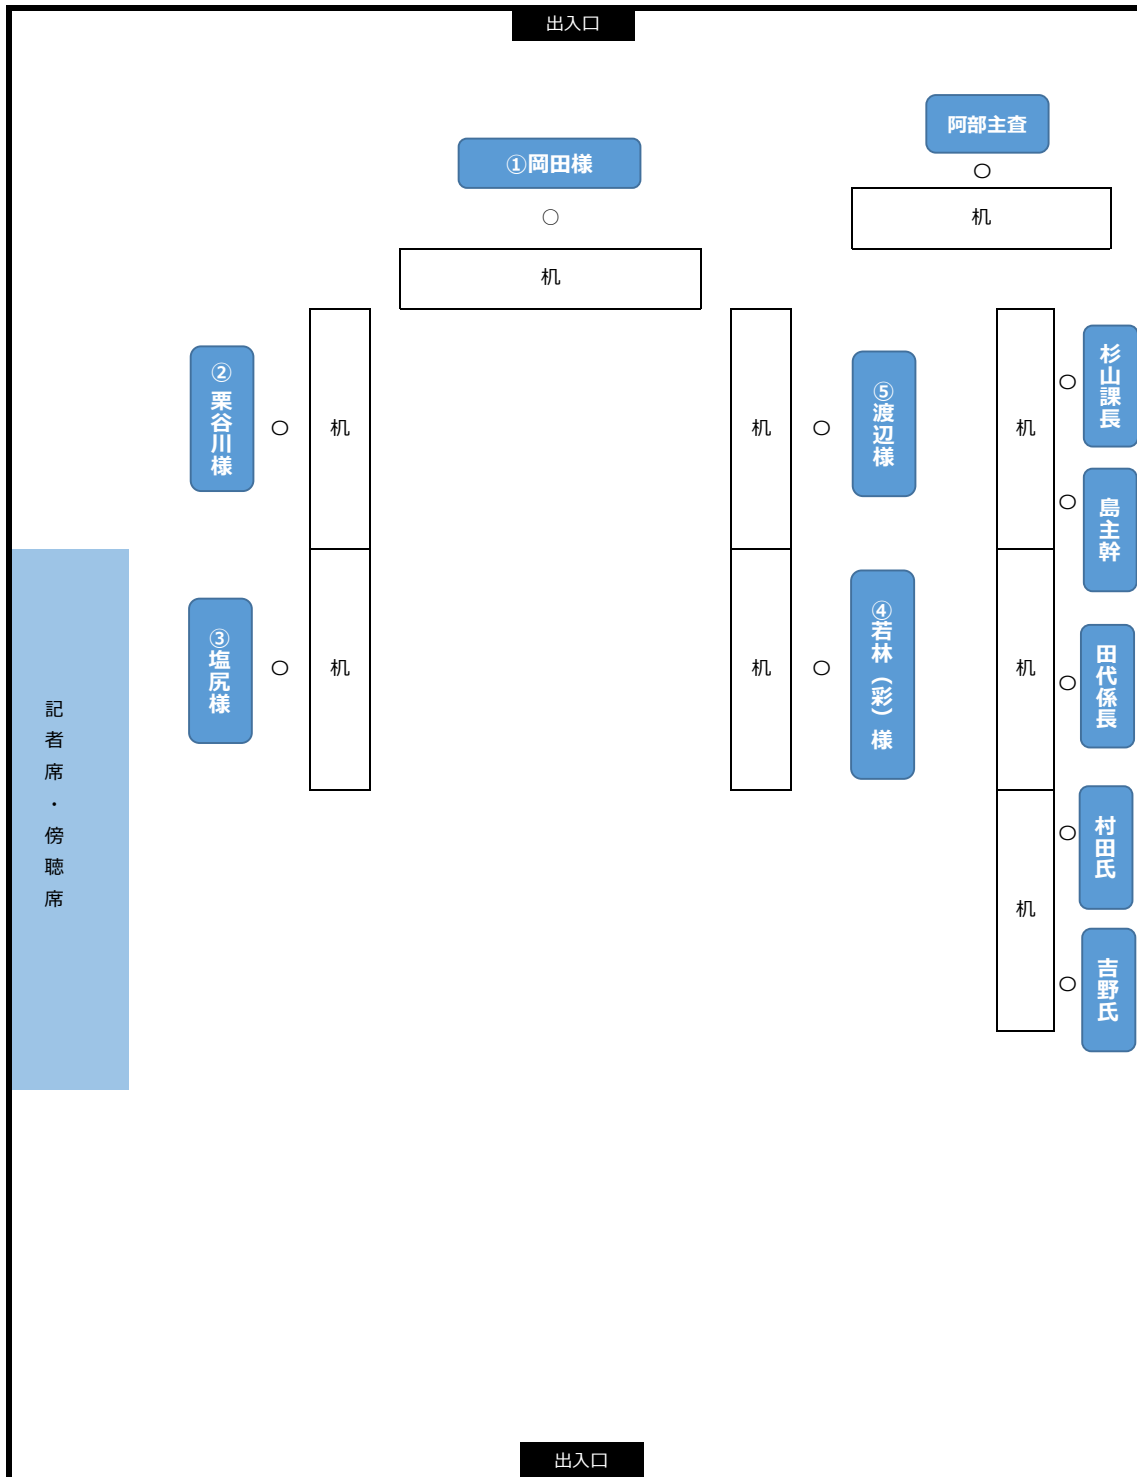 出入口
阿部主査
①岡田様
○
○
机
机
②栗谷川様
○
机
机
○
⑤渡辺様
机
○
杉山課長
○
島主幹
③塩尻様
○
机
机
○
④若林（彩）様
机
○
田代係長
記者席・傍聴席
机
○
村田氏
○
吉野氏
出入口